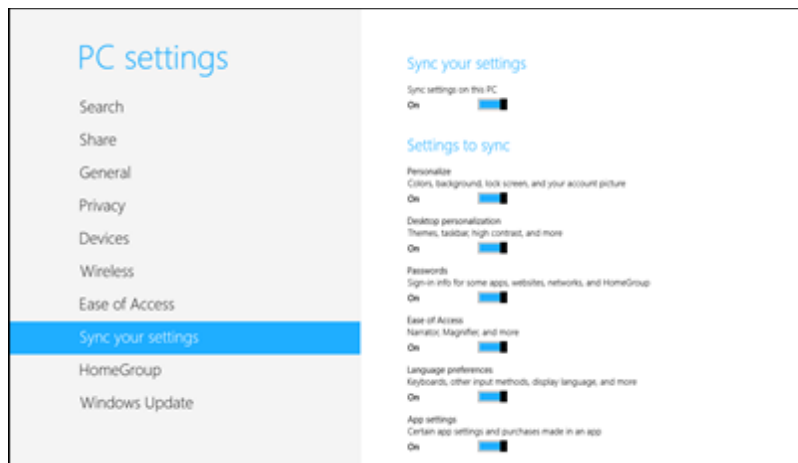 PC settings
Search
Share
General
Privacy
Devices
Wireless
Ease of Access
Sync your settings
HomeGroup
Windows Update
Sync your settings
Sync settings on this PC
On
Settings to sync
Personalize
Colors, background, lock screen, and your account picture
On
Desktop personalization
Themes, taskbar, high contrast, and more
On
Passwords
Sign-in info for some apps, websites, networks, and HomeGroup
On
Ease of Access
Narrator, Magnifier, and more
On
Language preferences
Keyboards, other input methods, display language, and more
On
App settings
Certain app settings and purchases made in an app
On